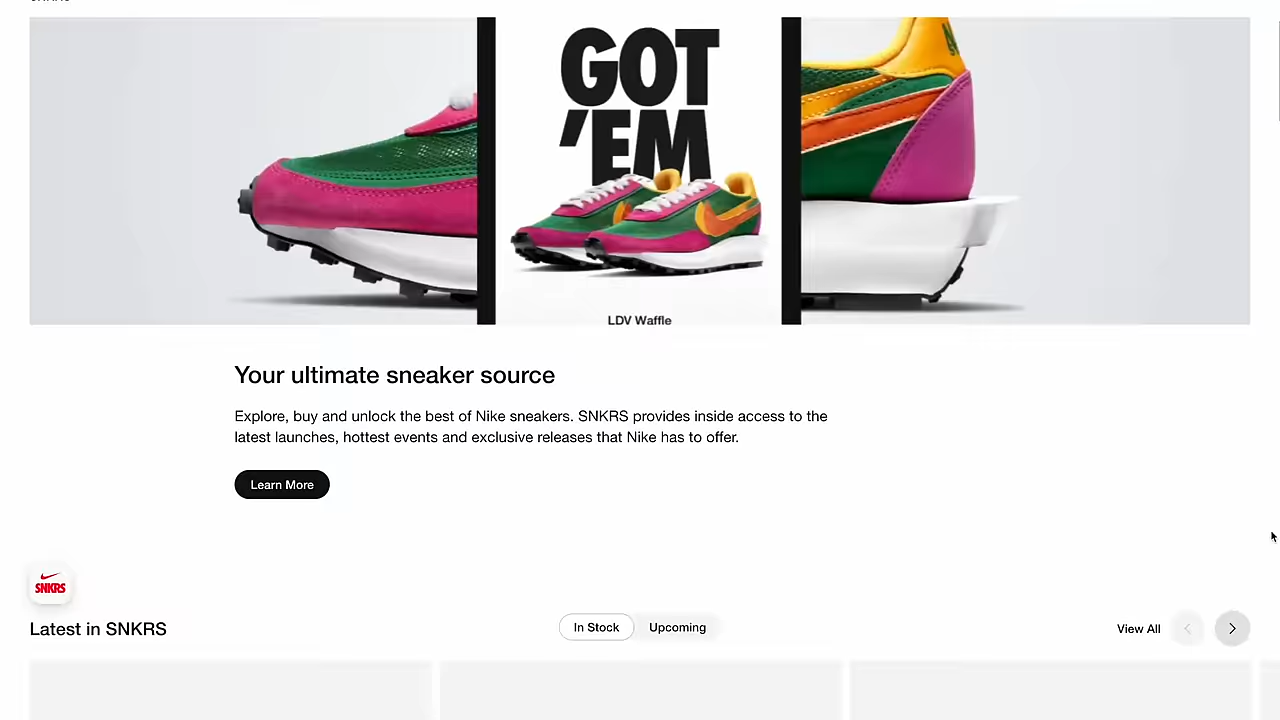 GOT
'EM
LDV Waffle
Your ultimate sneaker source
Explore, buy and unlock the best of Nike sneakers. SNKRS provides inside access to the
latest launches, hottest events and exclusive releases that Nike has to offer.
Learn More
SNKRS
Latest in SNKRS
In Stock
Upcoming
View All